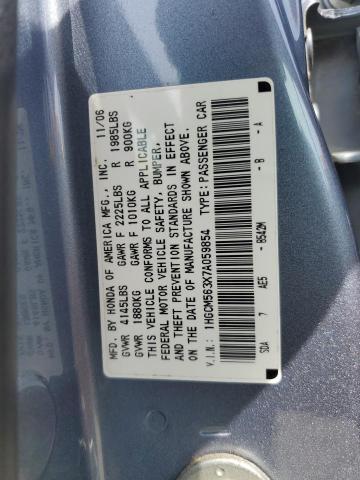 MFD. BY HONDA OF AMERICA MFG., INC. 11/06
GVWR 4145LBS GAWR F 2225LBS R 1985LBS
GVWR 1880KG GAWR F 1010KG R 900KG
THIS VEHICLE CONFORMS TO ALL APPLICABLE
FEDERAL MOTOR VEHICLE SAFETY, BUMPER,
AND THEFT PREVENTION STANDARDS IN EFFECT
ON THE DATE OF MANUFACTURE SHOWN ABOVE.
V.I.N.: 1HGCM563X7A059854 TYPE: PASSENGER CAR
SDA 7 AE5 - B542M - B - A